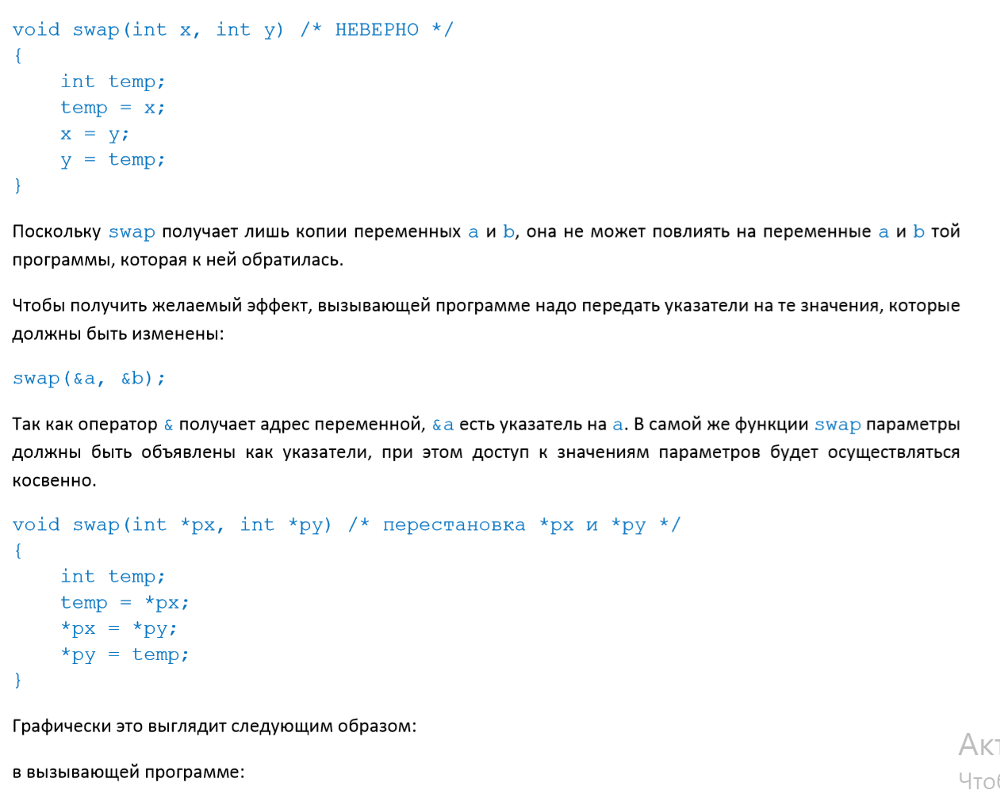 void swap(int x, int y) /* НЕВЕРНО */
{
    int temp;
    temp = x;
    x = y;
    y = temp;
}
Поскольку swap получает лишь копии переменных a и b, она не может повлиять на переменные a и b той
программы, которая к ней обратилась.
Чтобы получить желаемый эффект, вызывающей программе надо передать указатели на те значения, которые
должны быть изменены:
swap(&a, &b);
Так как оператор & получает адрес переменной, &a есть указатель на a. В самой же функции swap параметры
должны быть объявлены как указатели, при этом доступ к значениям параметров будет осуществляться
косвенно.
void swap(int *px, int *py) /* перестановка *px и *py */
{
    int temp;
    temp = *px;
    *px = *py;
    *py = temp;
}
Графически это выглядит следующим образом:
в вызывающей программе: